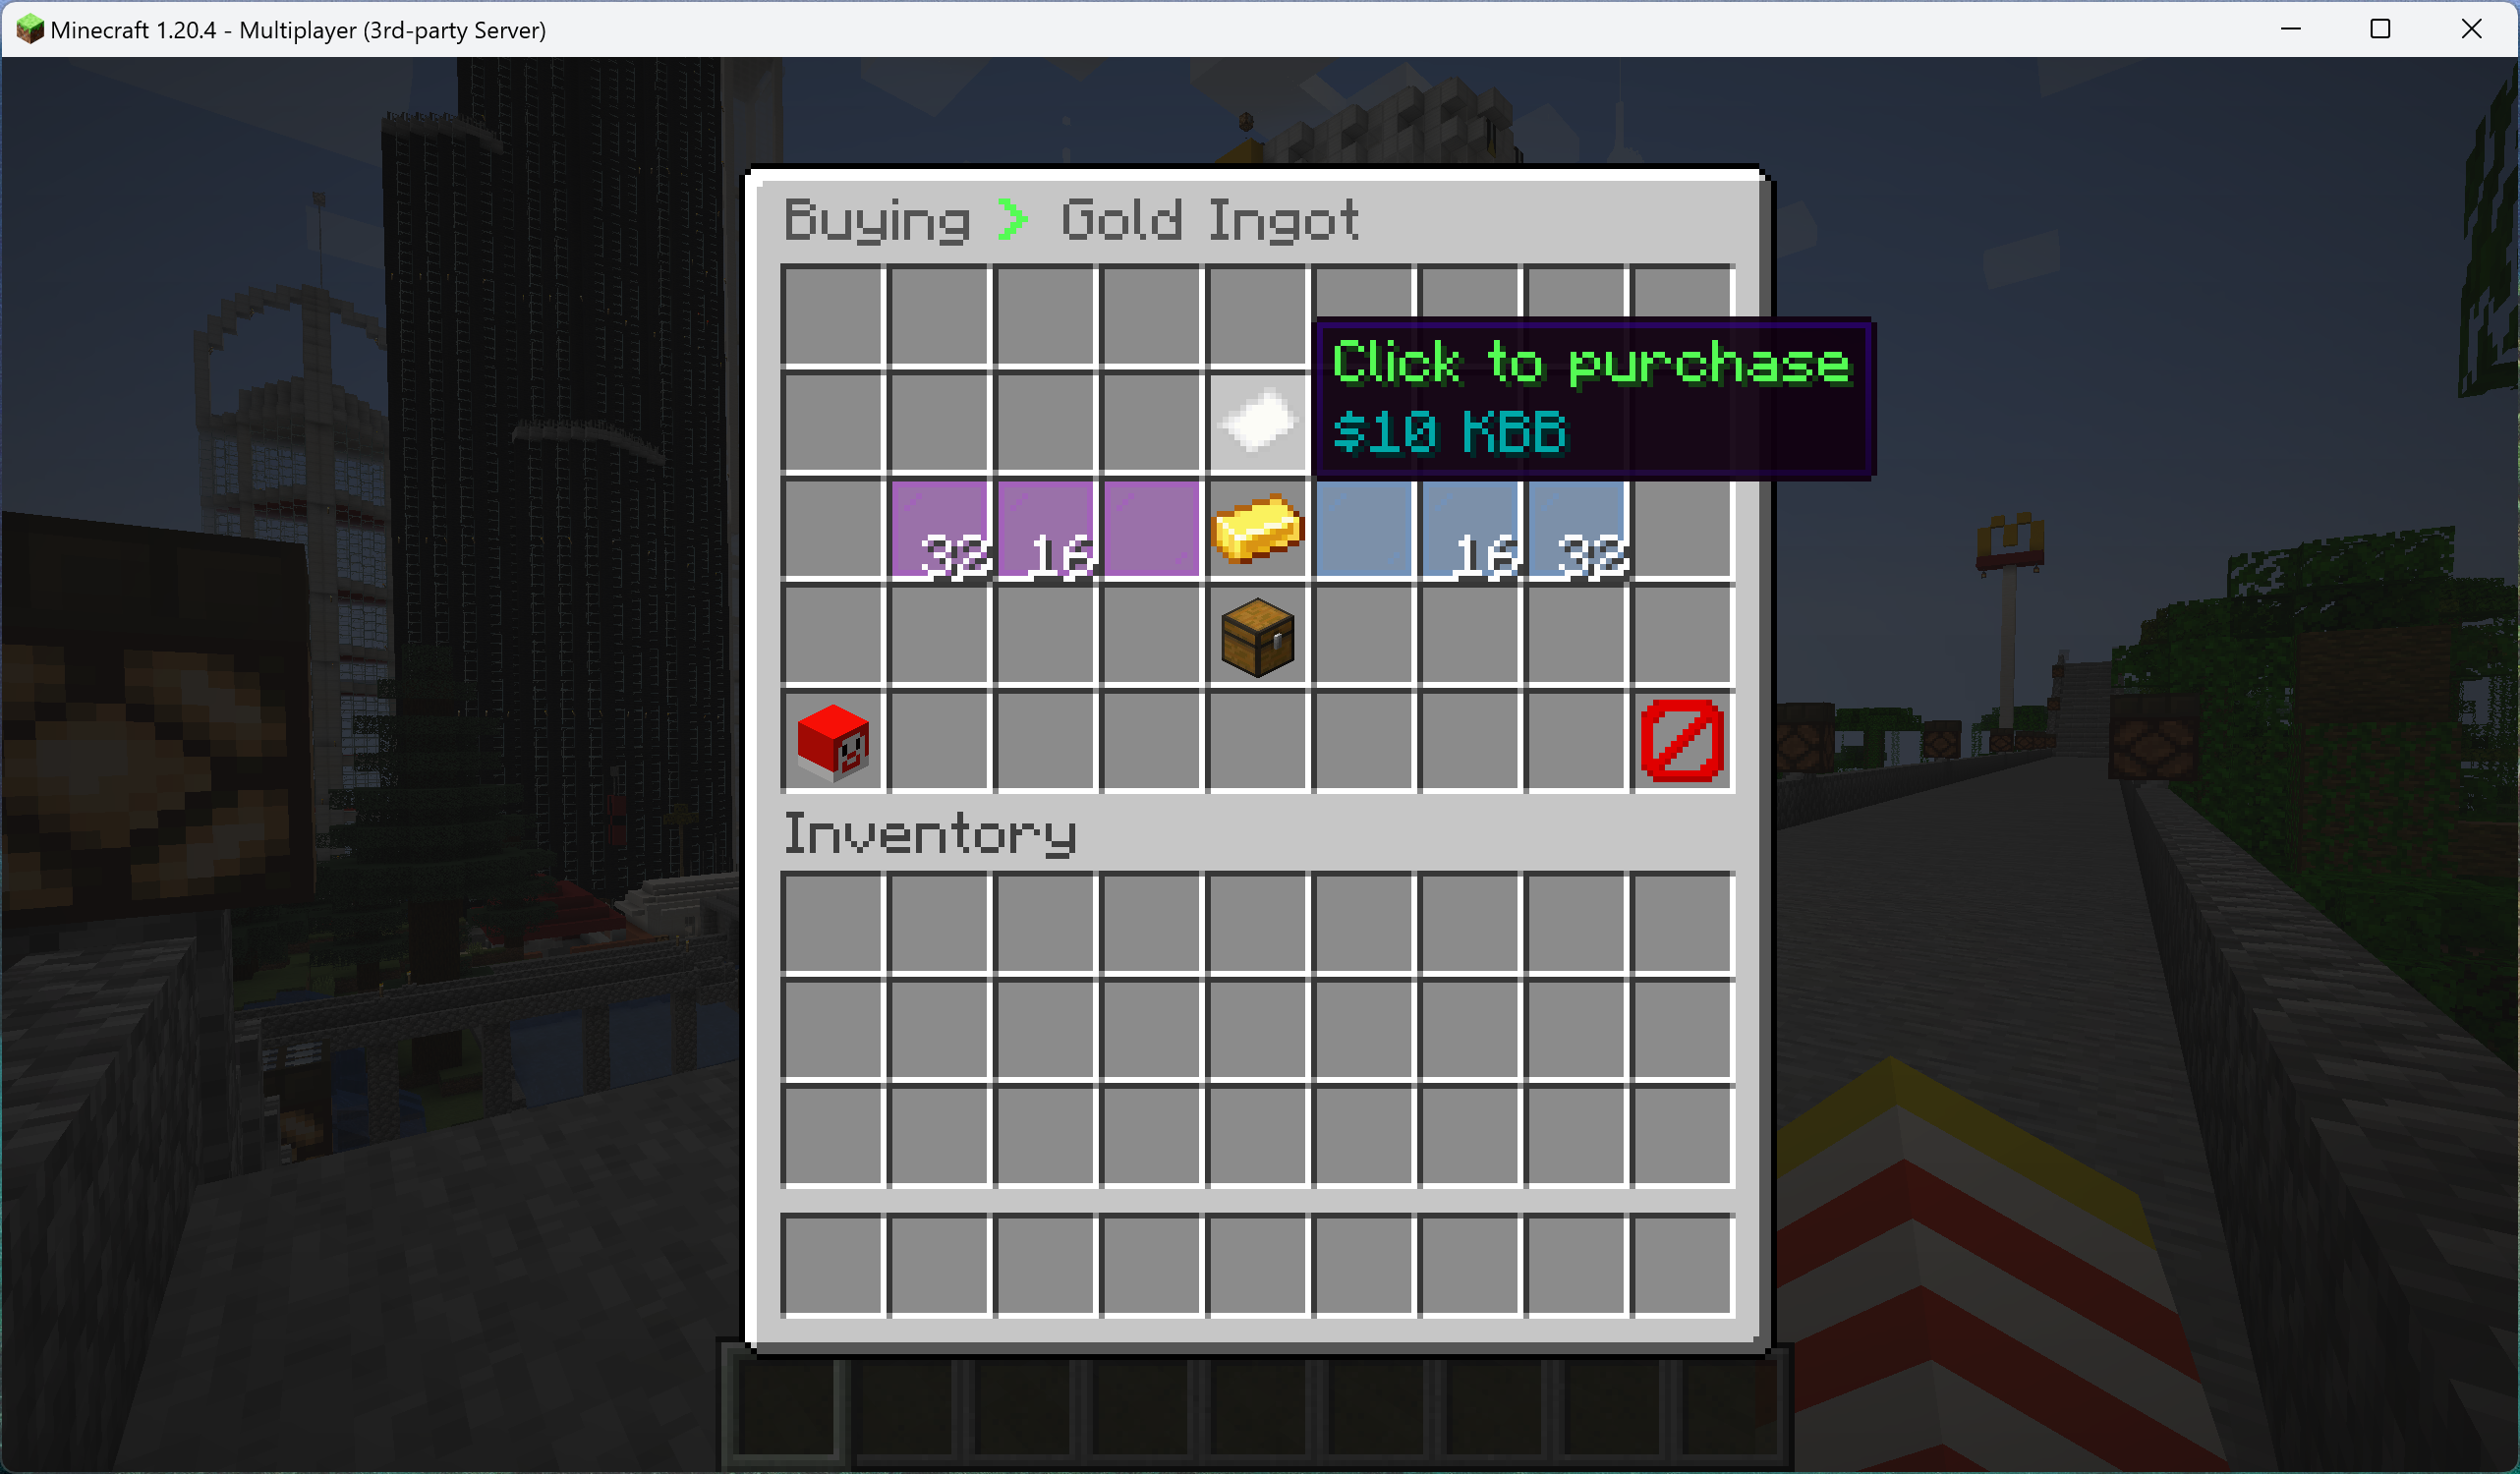 Minecraft 1.20.4 - Multiplayer (3rd-party Server)
Buying > Gold Ingot
Click to purchase
$10 KBB
32 16 16 32
Inventory